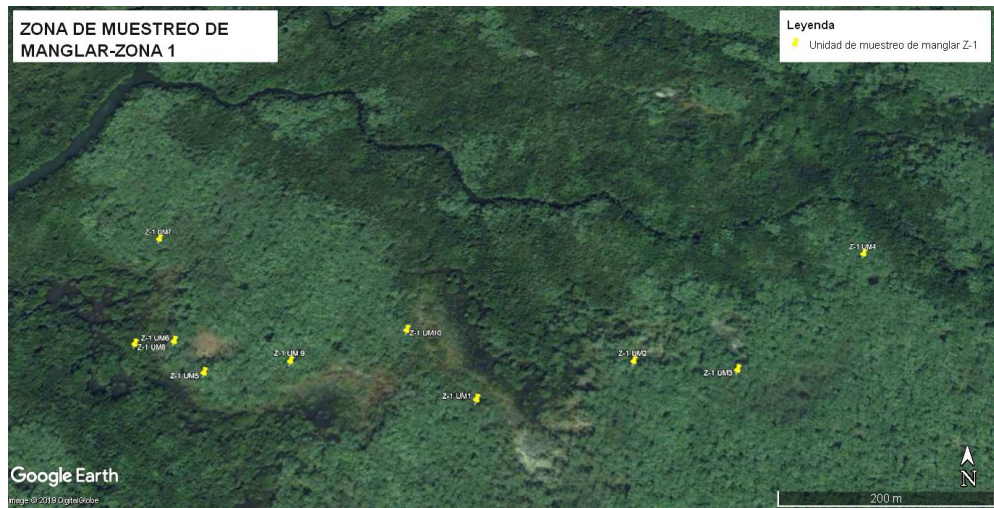 ZONA DE MUESTREO DE
MANGLAR-ZONA 1
Leyenda
Unidad de muestreo de manglar Z-1
Z-1 UM7
Z-1 UM4
Z-1 UM10
Z-1 UM6
Z-1 UM8
Z-1 UM 9
Z-1 UM2
Z-1 UM3
Z-1 UM5
Z-1 UM1
Google Earth
Image © 2019 DigitalGlobe
N
200 m